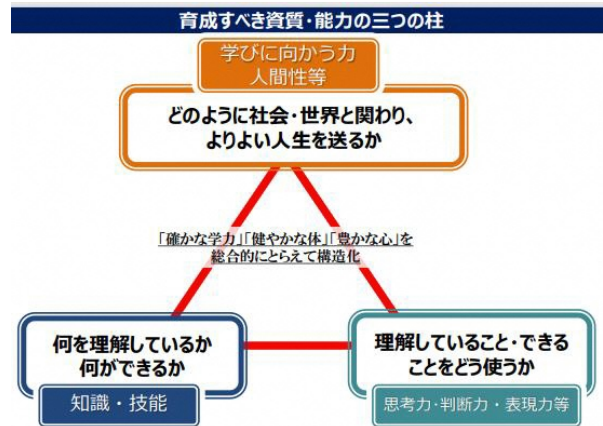 育成すべき資質・能力の三つの柱
学びに向かう力
人間性等
どのように社会・世界と関わり、
よりよい人生を送るか
「確かな学力」「健やかな体」「豊かな心」を
総合的にとらえて構造化
何を理解しているか
何ができるか
知識・技能
理解していること・できる
ことをどう使うか
思考力・判断力・表現力等